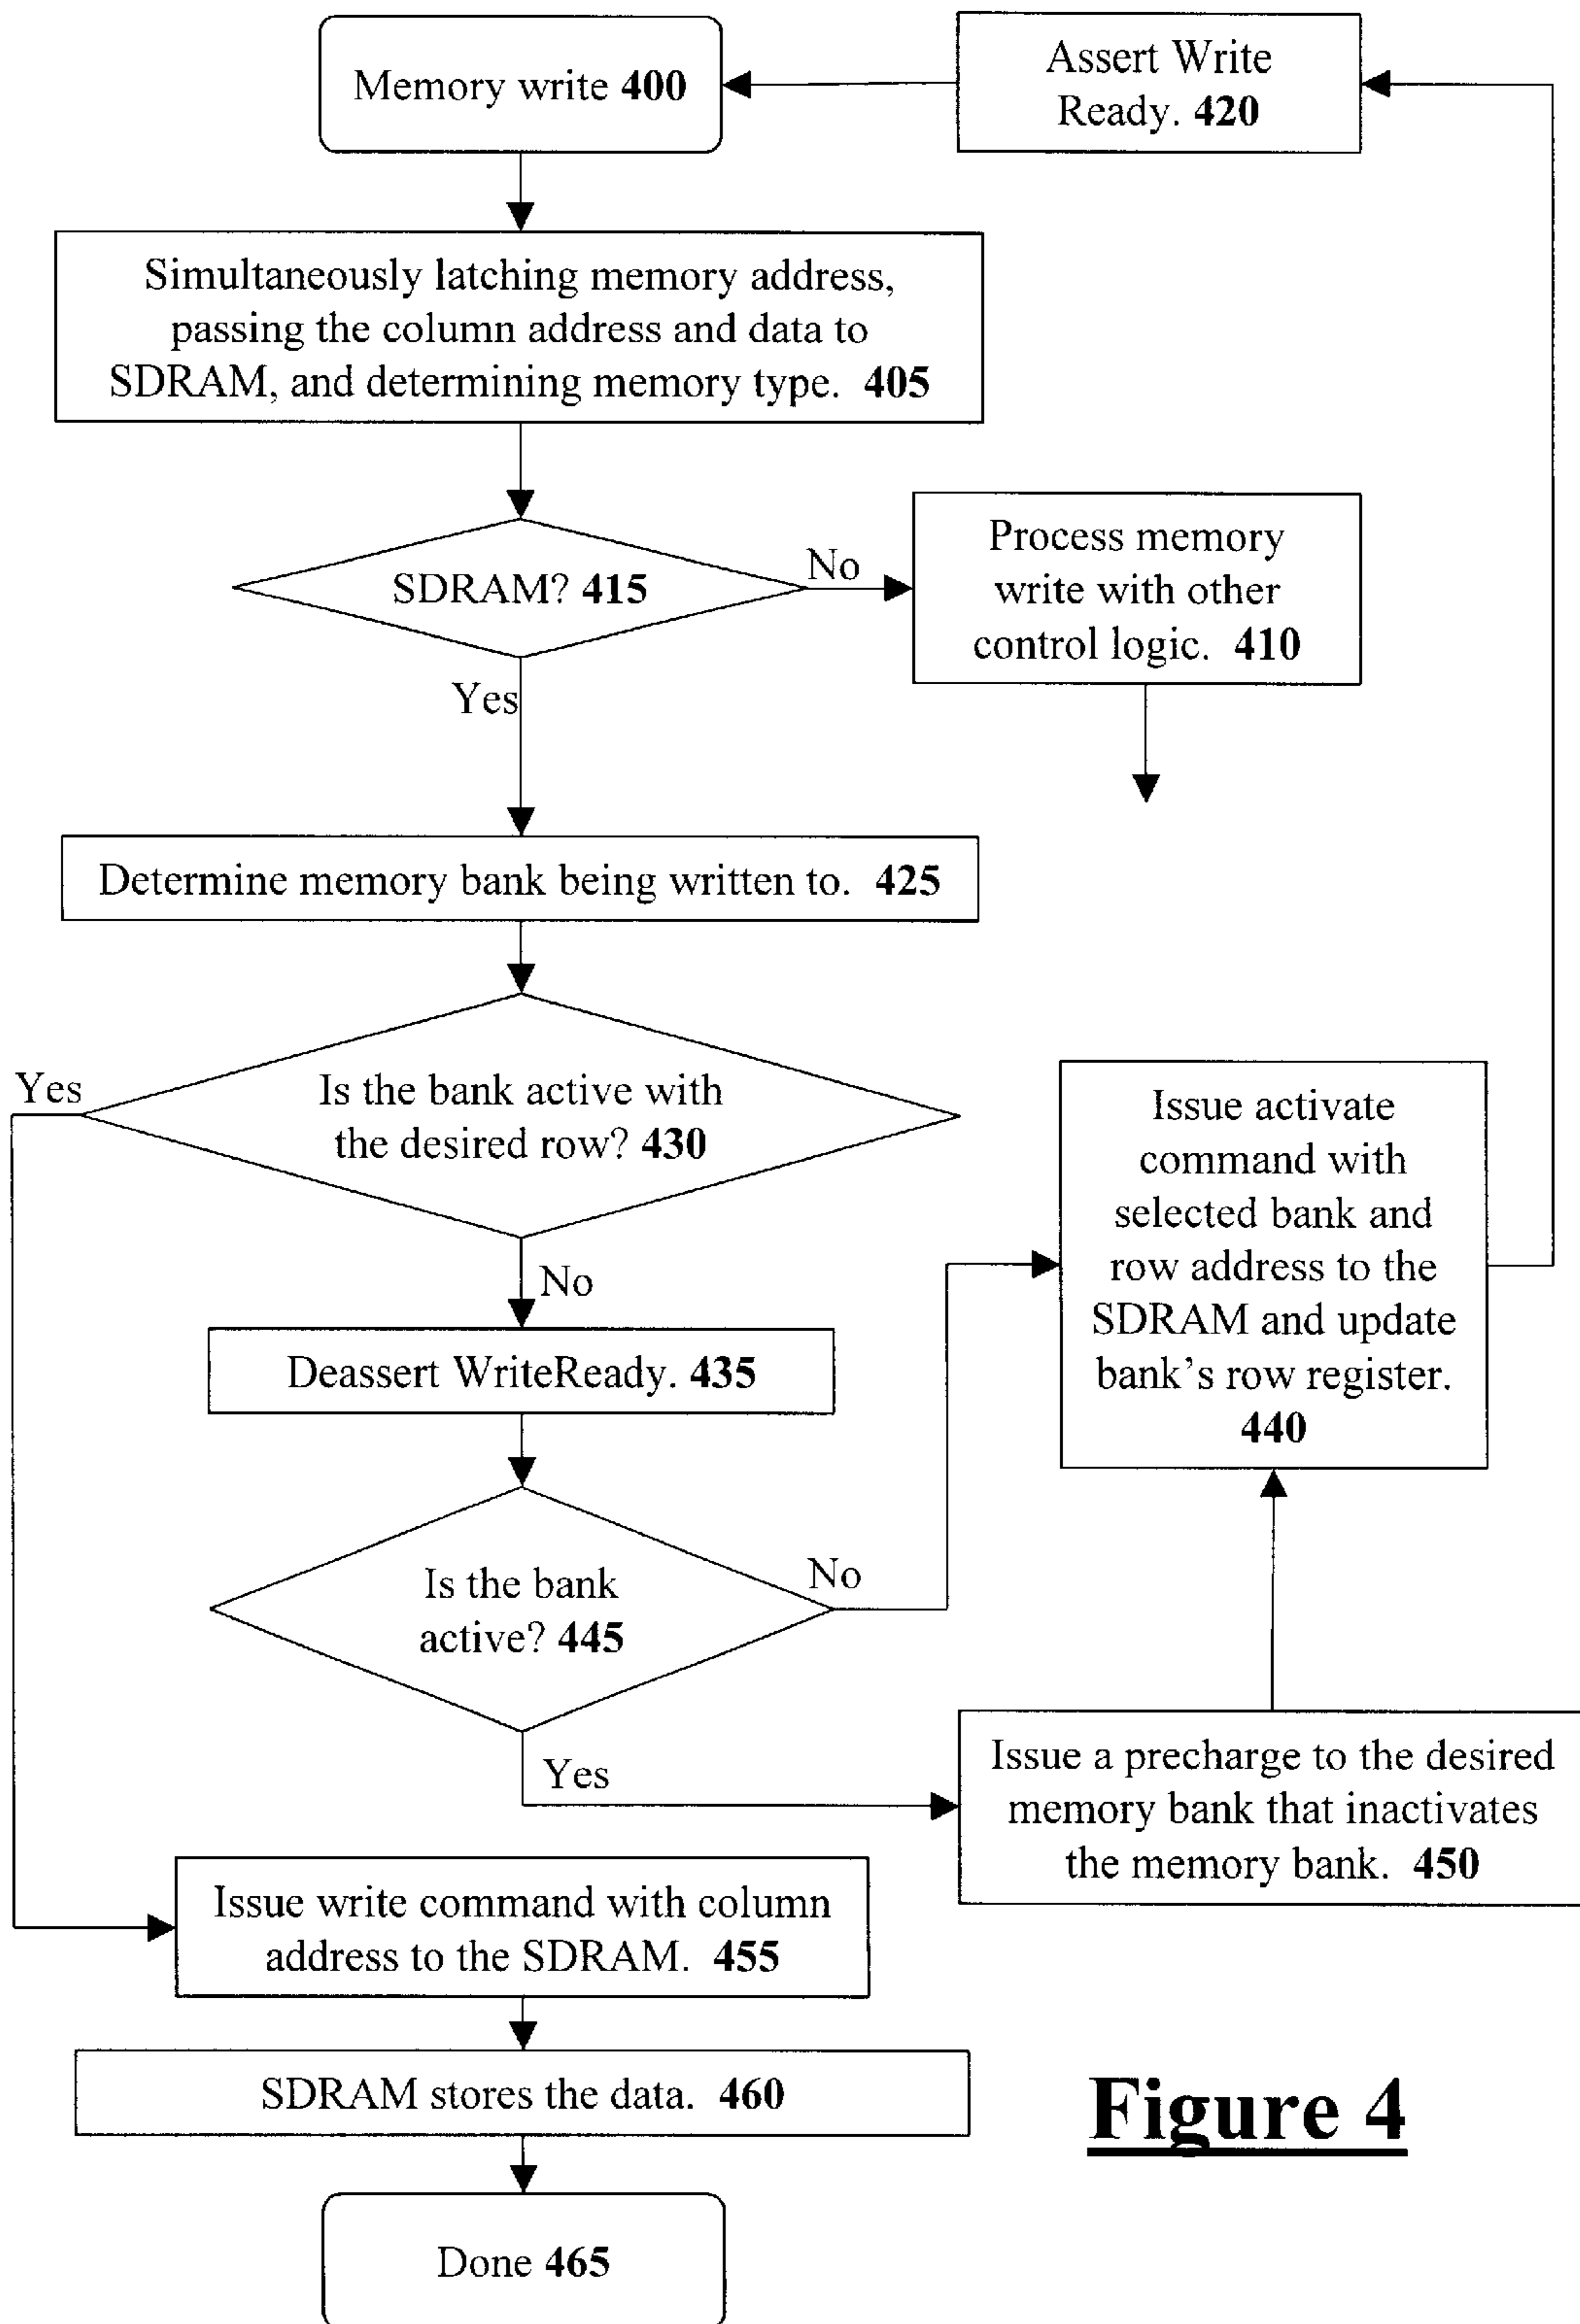 Memory write 400
Assert Write
Ready. 420
Simultaneously latching memory address,
passing the column address and data to
SDRAM, and determining memory type. 405
SDRAM? 415
No
Process memory
write with other
control logic. 410
Yes
Determine memory bank being written to. 425
Yes
Is the bank active with
the desired row? 430
No
Issue activate
command with
selected bank and
row address to the
SDRAM and update
bank's row register.
440
Deassert WriteReady. 435
Is the bank
active? 445
No
Yes
Issue a precharge to the desired
memory bank that inactivates
the memory bank. 450
Issue write command with column
address to the SDRAM. 455
SDRAM stores the data. 460
Done 465
Figure 4